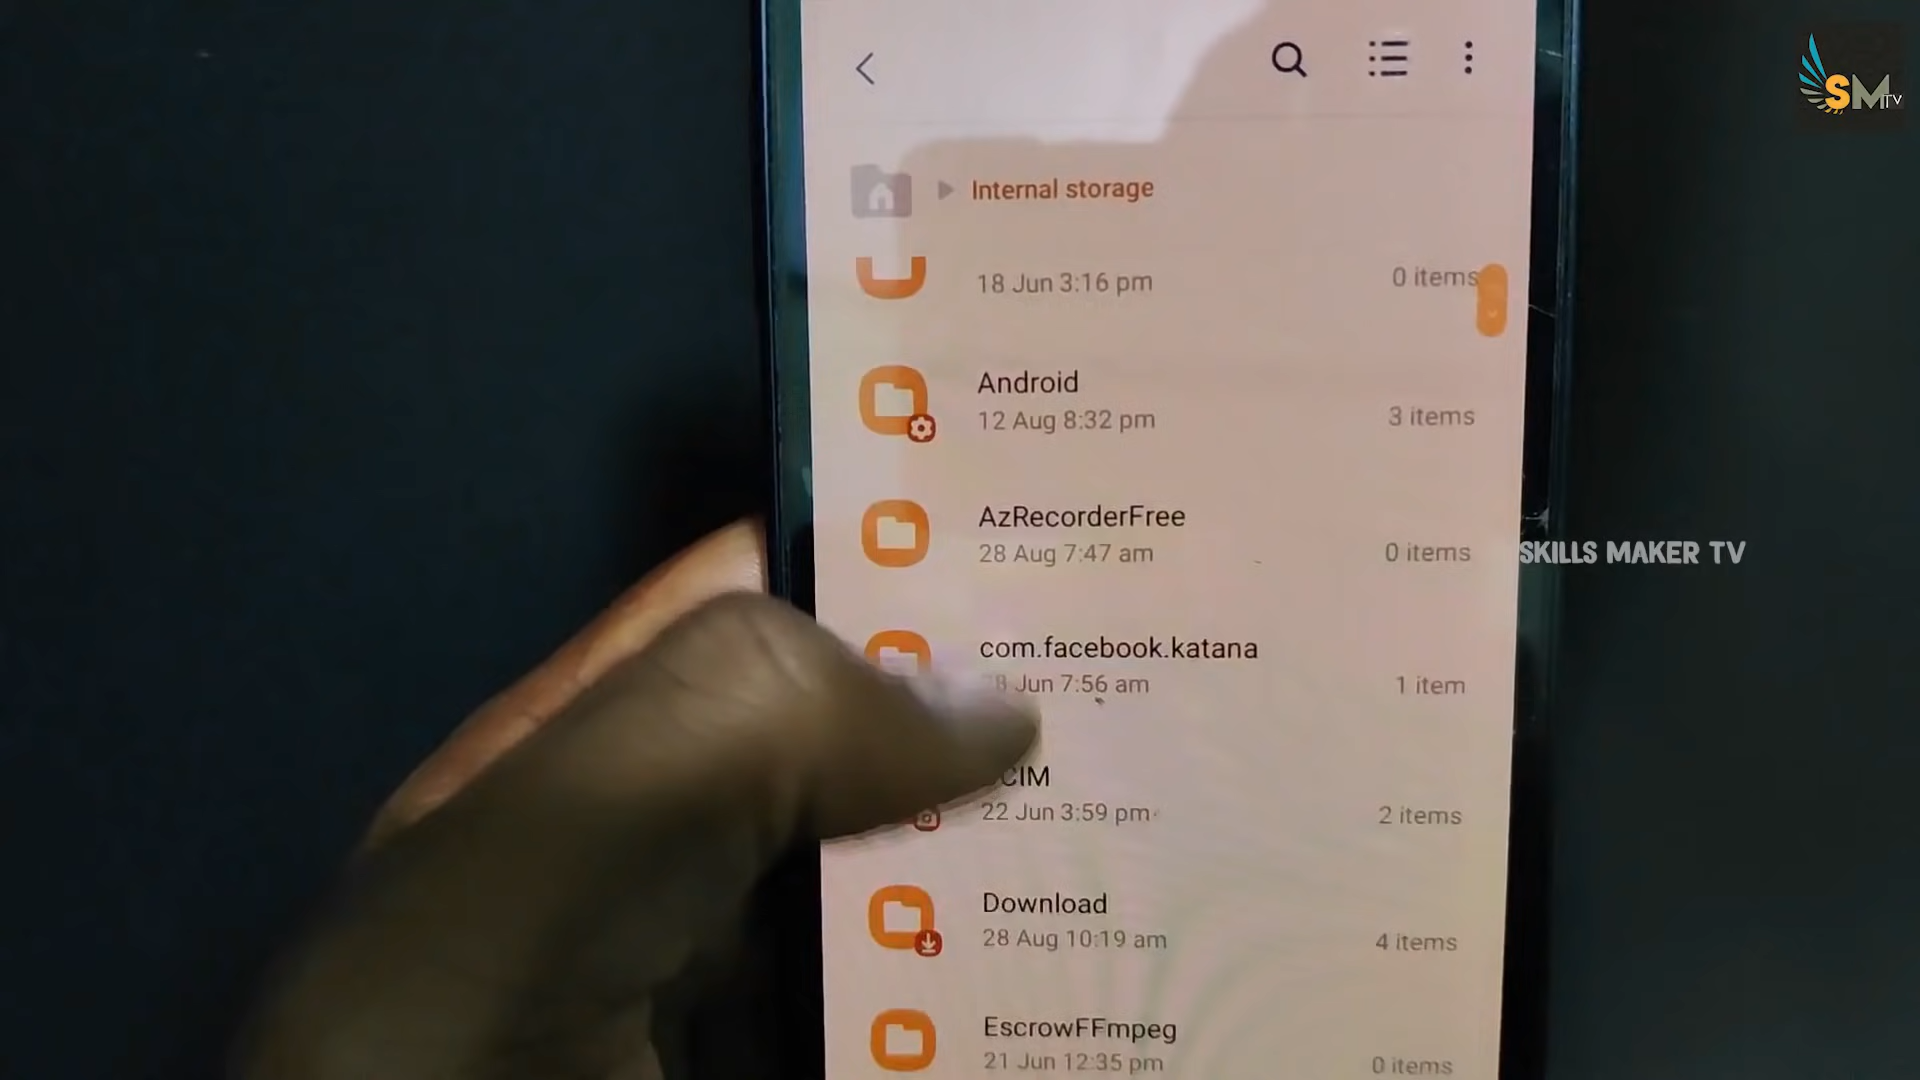 SMTV
Internal storage
18 Jun 3:16 pm
0 items
Android
12 Aug 8:32 pm
3 items
AzRecorderFree
28 Aug 7:47 am
0 items
SKILLS MAKER TV
com.facebook.katana
Jun 7:56 am
1 item
CIM
22 Jun 3:59 pm
2 items
Download
28 Aug 10:19 am
4 items
EscrowFFmpeg
21 Jun 12:35 pm
0 items